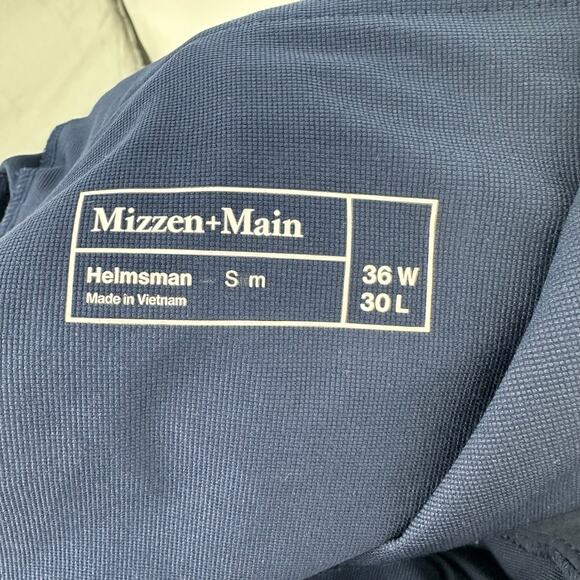 Mizzen+Main
Helmsman S m
Made in Vietnam
36 W
30 L